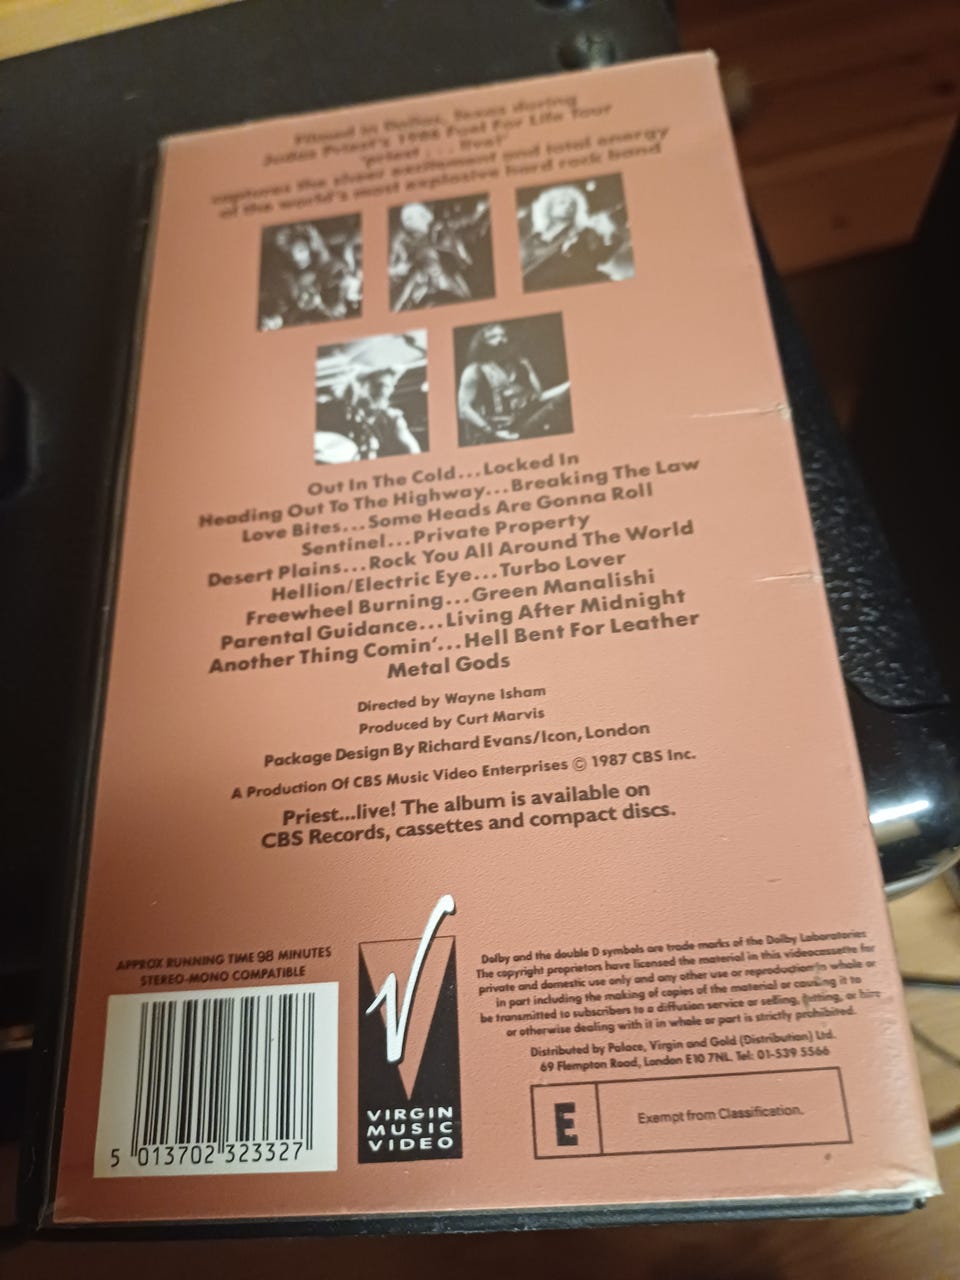 Filmed in Dallas, Texas during
Judas Priest's 1986 Fuel For Life Tour
'priest...live!'
captures the sheer excitement and total energy
of the world's most explosive hard rock band
Out In The Cold...Locked In
Heading Out To The Highway...Breaking The Law
Love Bites...Some Heads Are Gonna Roll
Sentinel...Private Property
Desert Plains...Rock You All Around The World
Hellion/Electric Eye...Turbo Lover
Freewheel Burning...Green Manalishi
Parental Guidance...Living After Midnight
Another Thing Comin'...Hell Bent For Leather
Metal Gods
Directed by Wayne Isham
Produced by Curt Marvis
Package Design By Richard Evans/Icon, London
A Production Of CBS Music Video Enterprises © 1987 CBS Inc.
Priest...live! The album is available on
CBS Records, cassettes and compact discs.
APPROX RUNNING TIME 98 MINUTES
STEREO-MONO COMPATIBLE
5 013702 323327
V
VIRGIN
MUSIC
VIDEO
Dolby and the double D symbols are trade marks of the Dolby Laboratories
The copyright proprietors have licensed the material in this videocassette for
private and domestic use only and any other use or reproduction in whole or
in part including the making of copies of the material or causing it to
be transmitted to subscribers to a diffusion service or selling, letting, or hire
or otherwise dealing with it in whole or part is strictly prohibited.
Distributed by Palace, Virgin and Gold (Distribution) Ltd.
69 Flempton Road, London E10 7NL. Tel: 01-539 5566
E
Exempt from Classification.